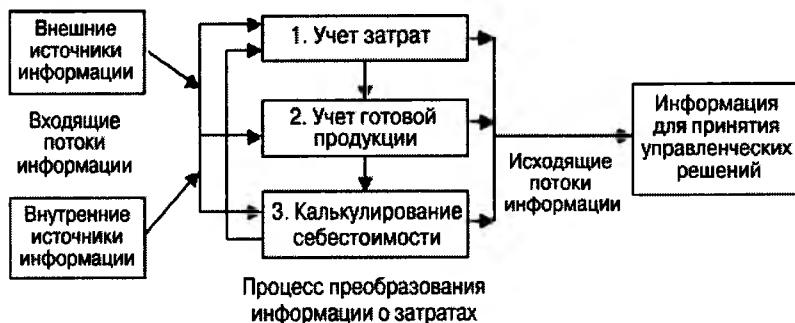 Внешние
источники
информации
Входящие
потоки
информации
Внутренние
источники
информации
1. Учет затрат
2. Учет готовой
продукции
3. Калькулирование
себестоимости
Процесс преобразования
информации о затратах
Исходящие
потоки
информации
Информация
для принятия
управленческих
решений